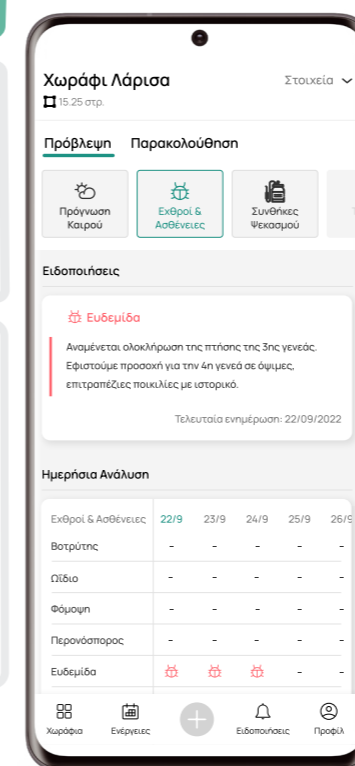 Χωράφι Λάρισα
Στοιχεία
15.25 στρ.
Πρόβλεψη Παρακολούθηση
Πρόγνωση
Καιρού
Εχθροί &
Ασθένειες
Συνθήκες
Ψεκασμού
Ειδοποιήσεις
Ευδεμίδα
Αναμένεται ολοκλήρωση της πτήσης της 3ης γενεάς.
Εφιστούμε προσοχή για την 4η γενεά σε όψιμες,
επιτραπέζιες ποικιλίες με ιστορικό.
Τελευταία ενημέρωση: 22/09/2022
Ημερήσια Ανάλυση
Εχθροί & Ασθένειες 22/9 23/9 24/9 25/9 26/9
Βοτρύτης - - - - -
Ωΐδιο - - - - -
Φόμοψη - - - - -
Περονόσπορος - - - - -
Ευδεμίδα - -
Χωράφια Ενέργειες Ειδοποιήσεις Προφίλ